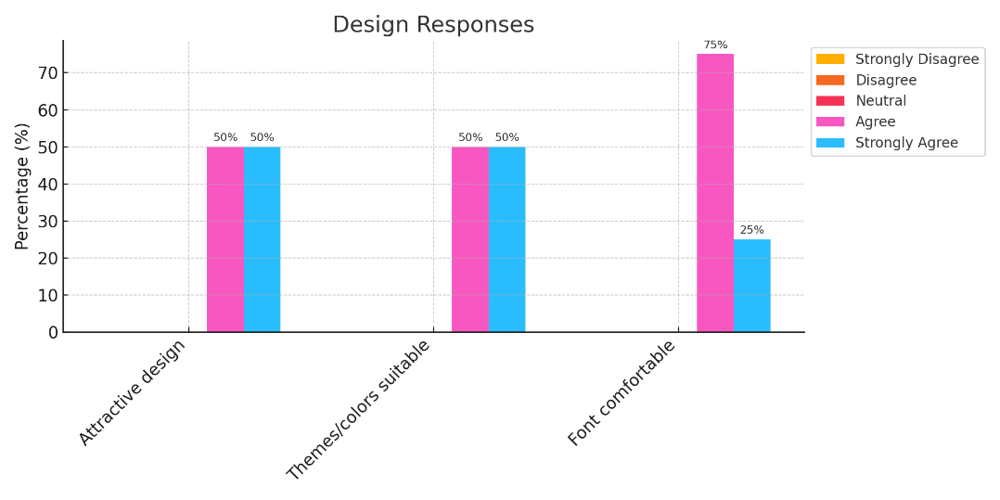 Design Responses
Percentage (%)
70
60
50
40
30
20
10
0
50% 50%
50% 50%
75%
25%
Attractive design
Themes/colors suitable
Font comfortable
Strongly Disagree
Disagree
Neutral
Agree
Strongly Agree